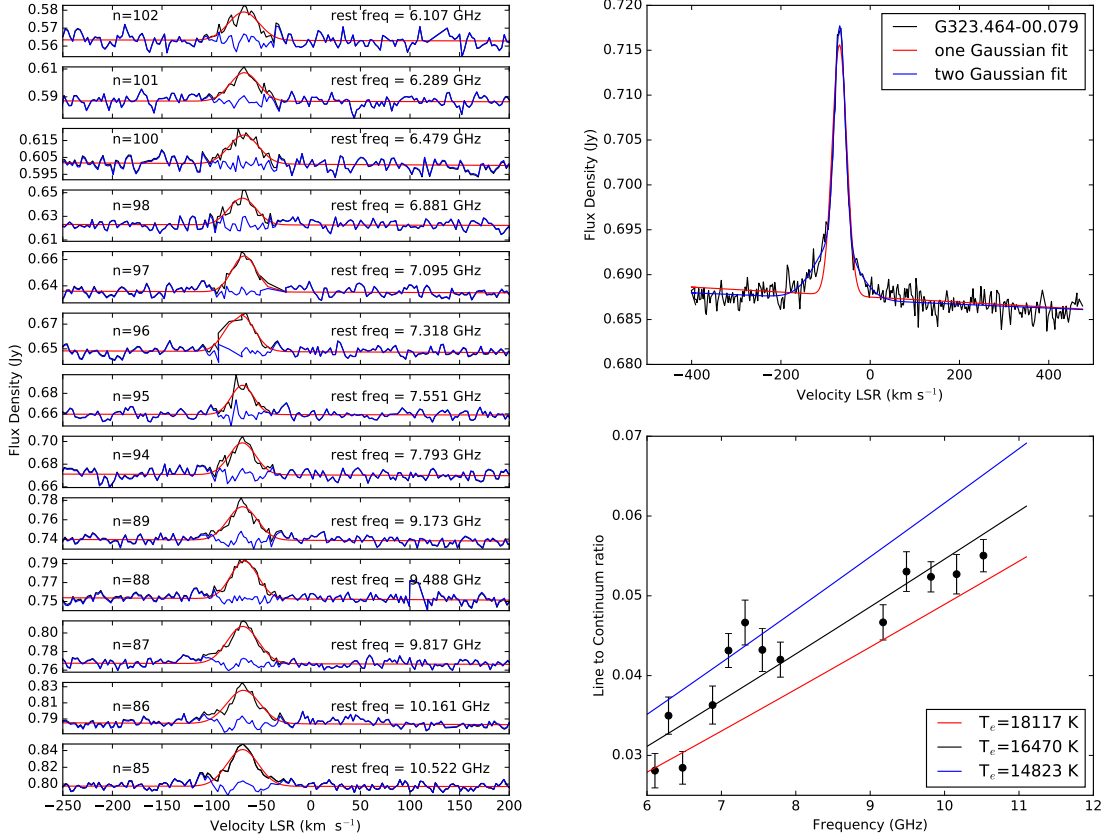 Flux Density (Jy)
0.58
0.56
n=102
rest freq = 6.107 GHz
0.61
0.59
n=101
rest freq = 6.289 GHz
0.615
0.605
0.595
n=100
rest freq = 6.479 GHz
0.65
0.63
0.61
n=98
rest freq = 6.881 GHz
0.66
0.64
n=97
rest freq = 7.095 GHz
0.67
0.65
n=96
rest freq = 7.318 GHz
0.68
0.66
n=95
rest freq = 7.551 GHz
0.70
0.68
0.66
n=94
rest freq = 7.793 GHz
0.78
0.76
0.74
n=89
rest freq = 9.173 GHz
0.79
0.77
0.75
n=88
rest freq = 9.488 GHz
0.80
0.78
0.76
n=87
rest freq = 9.817 GHz
0.83
0.81
0.79
n=86
rest freq = 10.161 GHz
0.84
0.82
0.80
n=85
rest freq = 10.522 GHz
−250 −200 −150 −100 −50 0 50 100 150 200
Velocity LSR (km s⁻¹)
0.720
0.715
0.710
0.705
0.700
0.695
0.690
0.685
0.680
Flux Density (Jy)
G323.464-00.079
one Gaussian fit
two Gaussian fit
−400 −200 0 200 400
Velocity LSR (km s⁻¹)
0.07
0.06
0.05
0.04
0.03
Line to Continuum ratio
Tₑ=18117 K
Tₑ=16470 K
Tₑ=14823 K
6 7 8 9 10 11 12
Frequency (GHz)